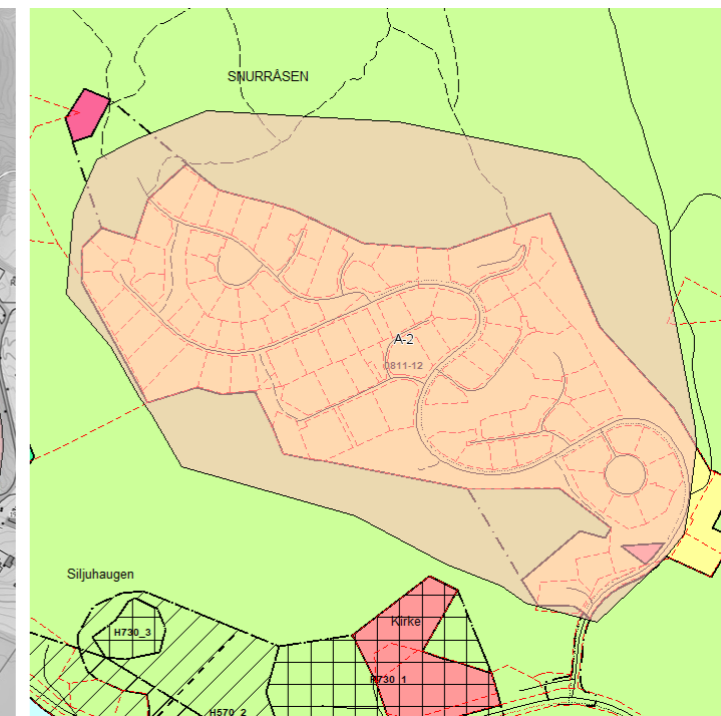 SNURRÅSEN
A-2
0811-12
Siljuhaugen
Kirke
H730_3
H730_1
H570_2